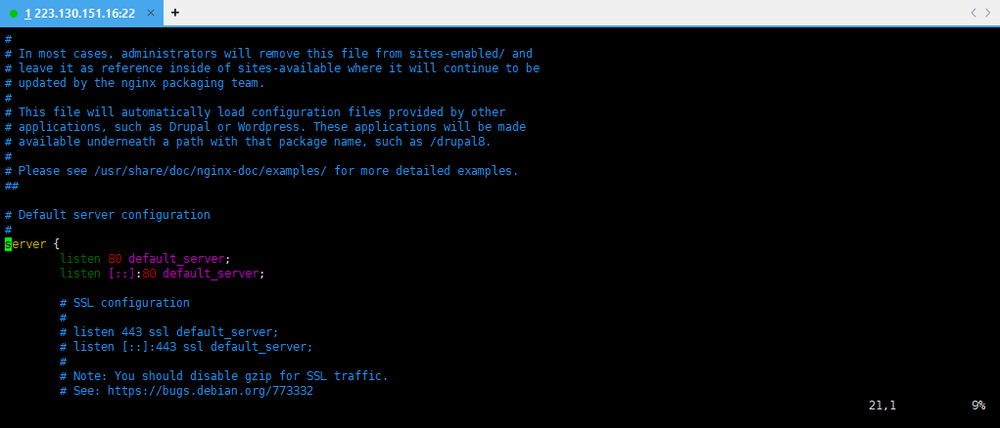 1 223.130.151.16:22 × +
#
# In most cases, administrators will remove this file from sites-enabled/ and
# leave it as reference inside of sites-available where it will continue to be
# updated by the nginx packaging team.
#
# This file will automatically load configuration files provided by other
# applications, such as Drupal or Wordpress. These applications will be made
# available underneath a path with that package name, such as /drupal8.
#
# Please see /usr/share/doc/nginx-doc/examples/ for more detailed examples.
##
# Default server configuration
#
server {
listen 80 default_server;
listen [::]:80 default_server;
# SSL configuration
#
# listen 443 ssl default_server;
# listen [::]:443 ssl default_server;
#
# Note: You should disable gzip for SSL traffic.
# See: https://bugs.debian.org/773332
21,1 9%